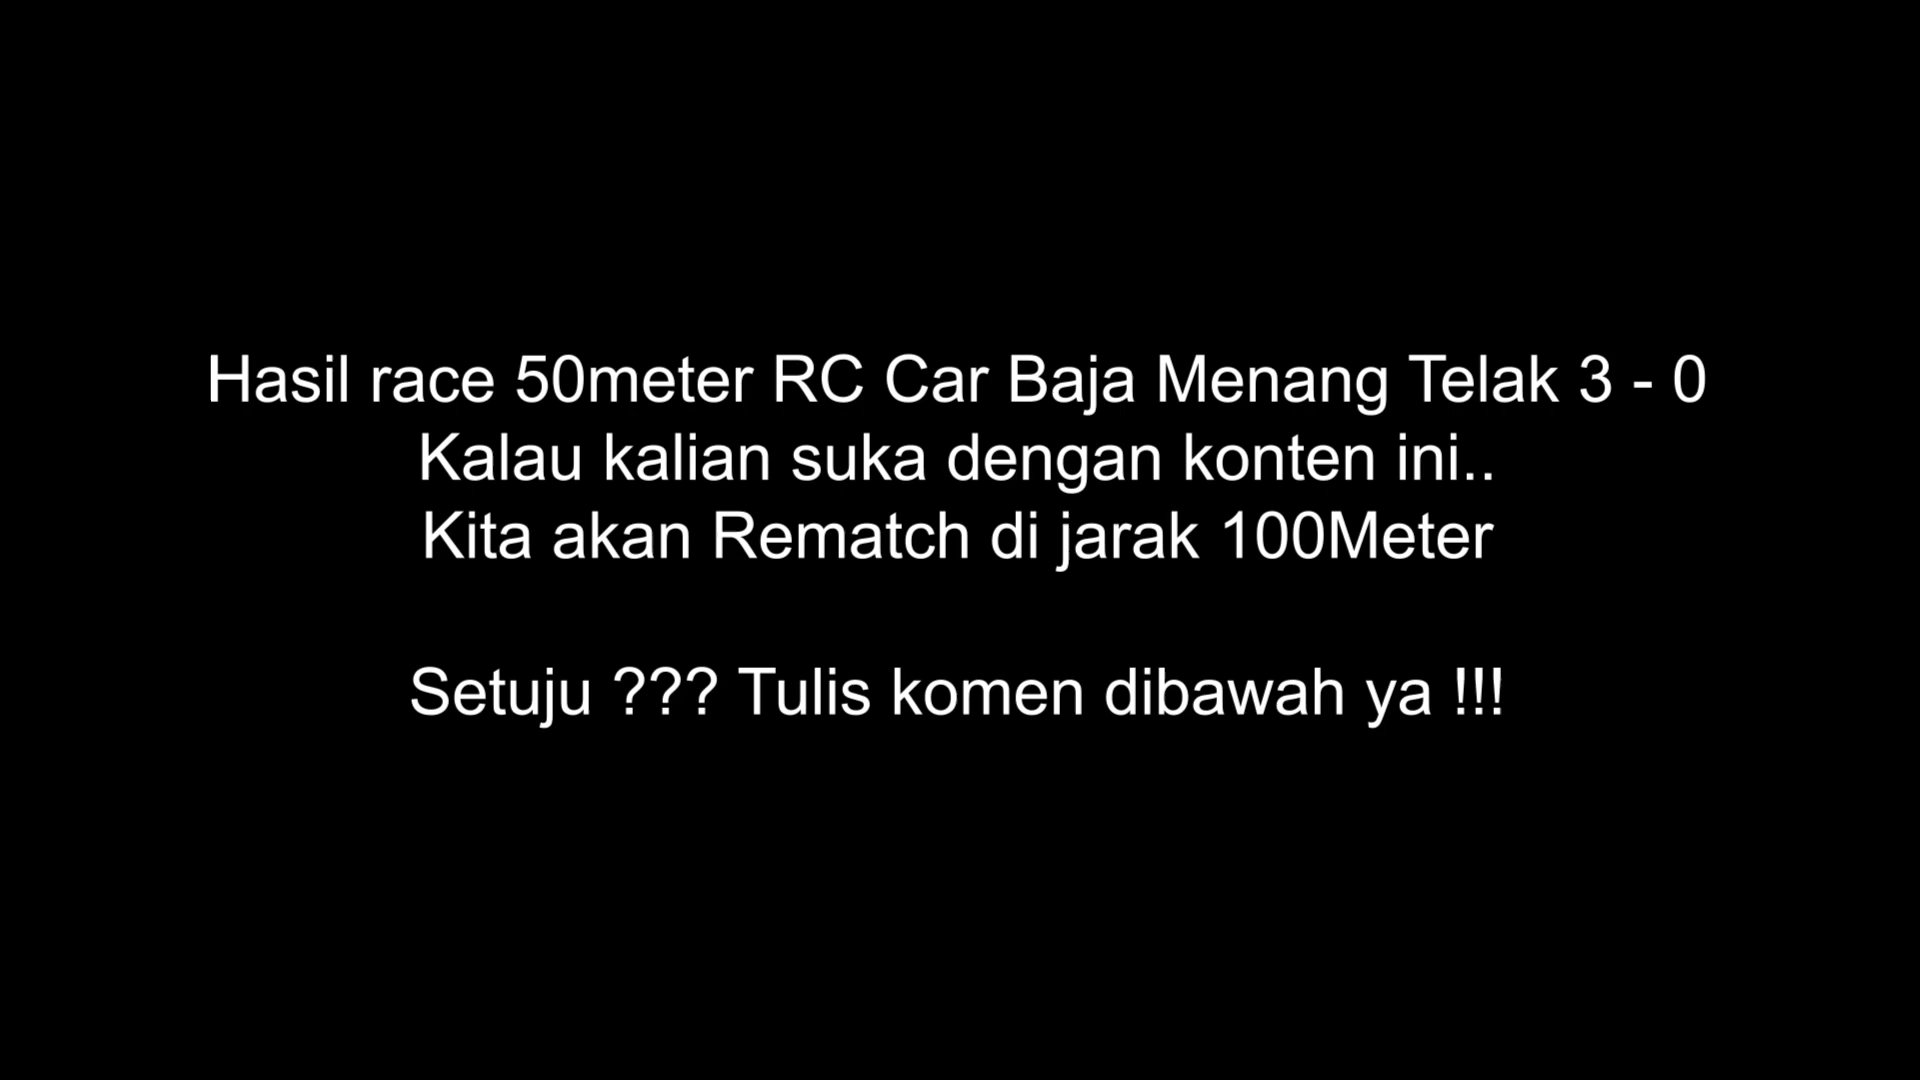 Hasil race 50meter RC Car Baja Menang Telak 3 - 0
Kalau kalian suka dengan konten ini..
Kita akan Rematch di jarak 100Meter
Setuju ??? Tulis komen dibawah ya !!!